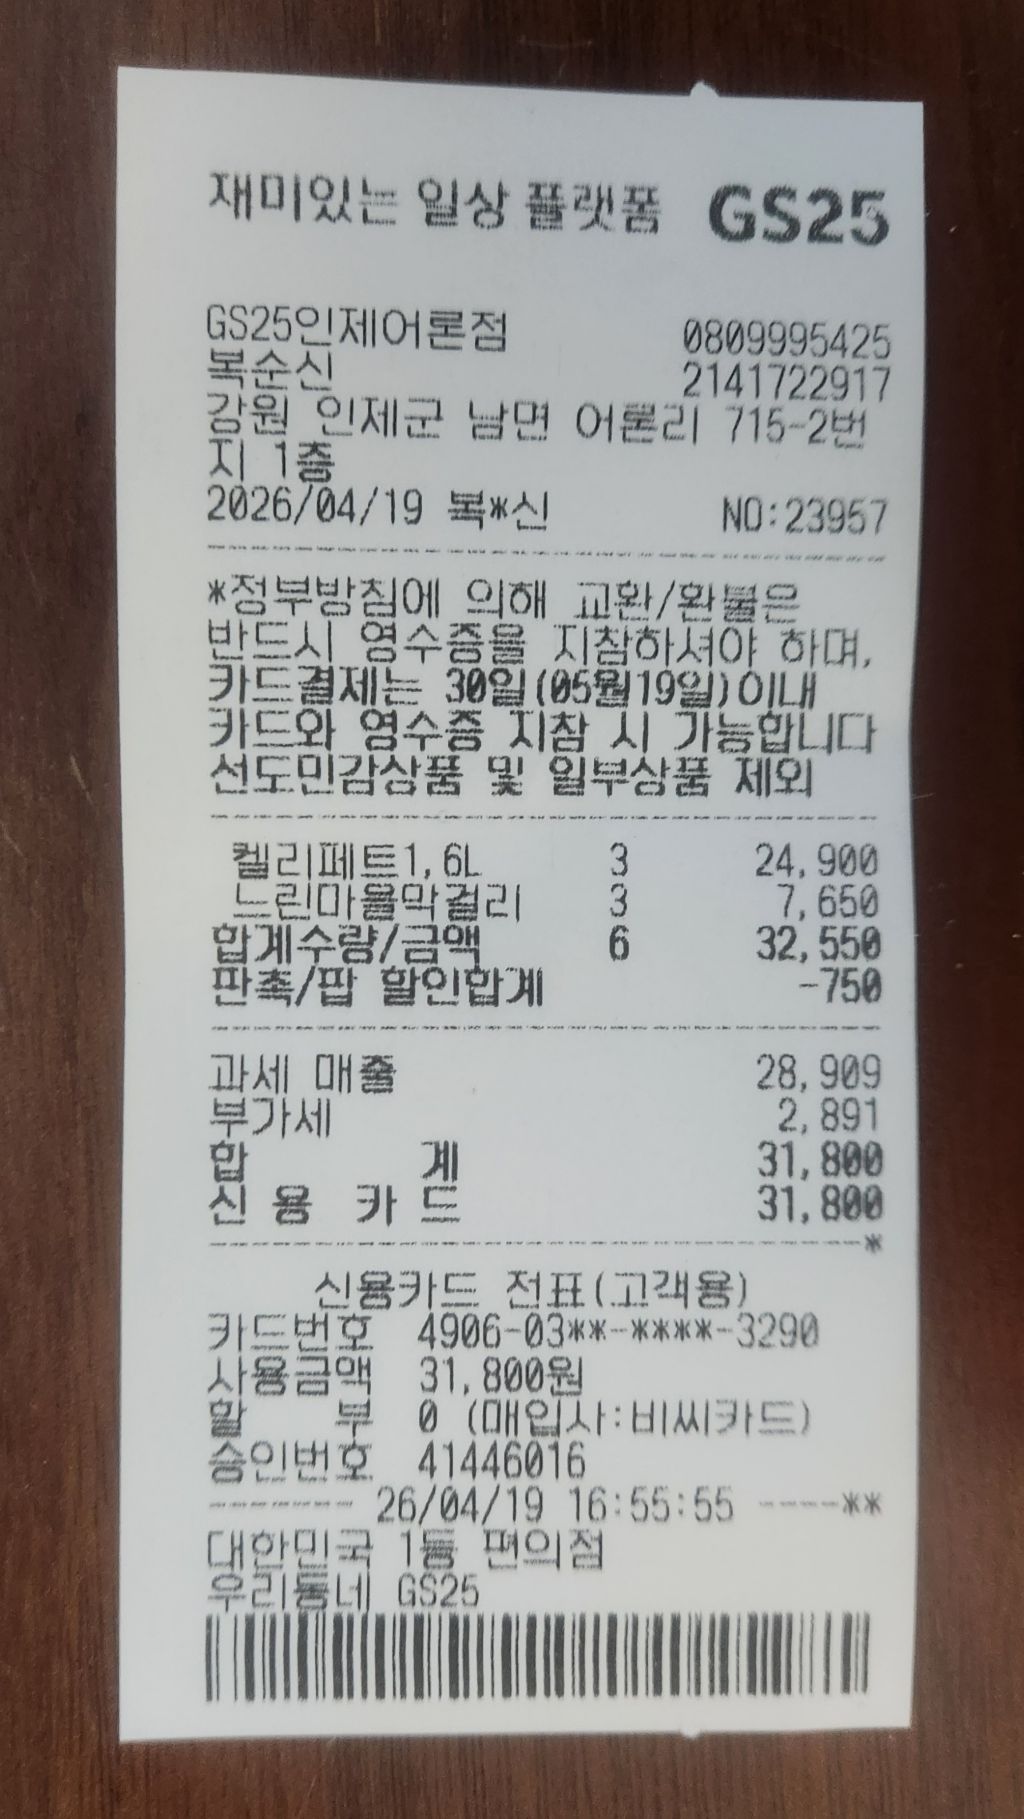 재미있는 일상 플랫폼 GS25
GS25인제어론점 0809995425
복순신 2141722917
강원 인제군 남면 어론리 715-2번
지 1층
2026/04/19 복*신 NO:23957
*정부방침에 의해 교환/환불은
반드시 영수증을 지참하셔야 하며,
카드결제는 30일(05월19일)이내
카드와 영수증 지참 시 가능합니다
선도민감상품 및 일부상품 제외
켈리페트1,6L 3 24,900
느린마을막걸리 3 7,650
합계수량/금액 6 32,550
판촉/팝 할인합계 -750
과세 매출 28,909
부가세 2,891
합 계 31,800
신 용 카 드 31,800
*
신용카드 전표(고객용)
카드번호 4906-03**-****-3290
사용금액 31,800원
할 부 0 (매입사:비씨카드)
승인번호 41446016
------ 26/04/19 16:55:55 ----**
대한민국 1등 편의점
우리동네 GS25